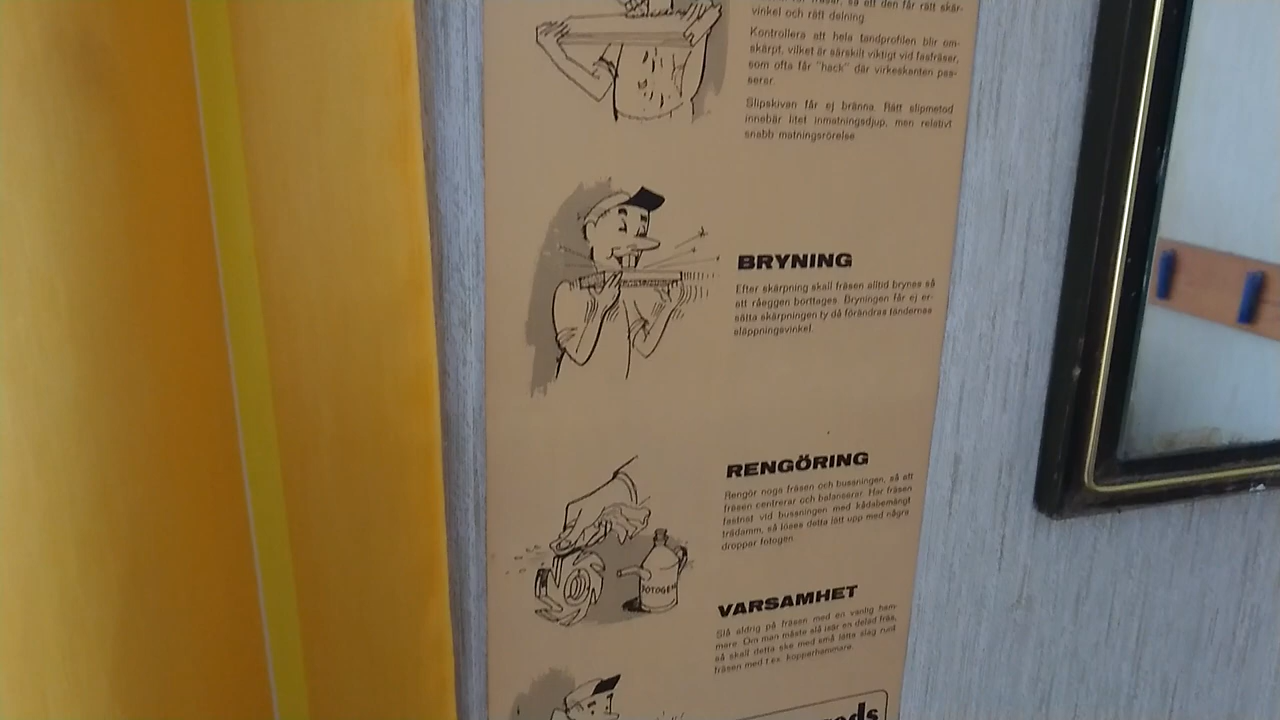 så att den får rätt skär-
vinkel och rätt delning.
Kontrollera att hela tandprofilen blir om-
skärpt, vilket är särskilt viktigt vid fasfräser,
som ofta får "hack" där virkeskanten pas-
serar.
Slipskivan får ej bränna. Rätt slipmetod
innebär litet inmatningsdjup, men relativt
snabb matningsrörelse.
BRYNING
Efter skärpning skall fräsen alltid brynes så
att råeggen borttages. Bryningen får ej er-
sätta skärpningen ty då förändras tändernas
släppningsvinkel.
RENGÖRING
Rengör noga fräsen och bussningen, så att
fräsen centrerar och balanserar. Har fräsen
fastnat vid bussningen med kådabemängt
trädamm, så löses detta lätt upp med några
droppar fotogen.
FOTOGEN
VARSAMHET
Slå aldrig på fräsen med en vanlig ham-
mare. Om man måste slå isär en delad fräs,
så skall detta ske med små lätta slag runt
fräsen med t.ex. kopparhammare.